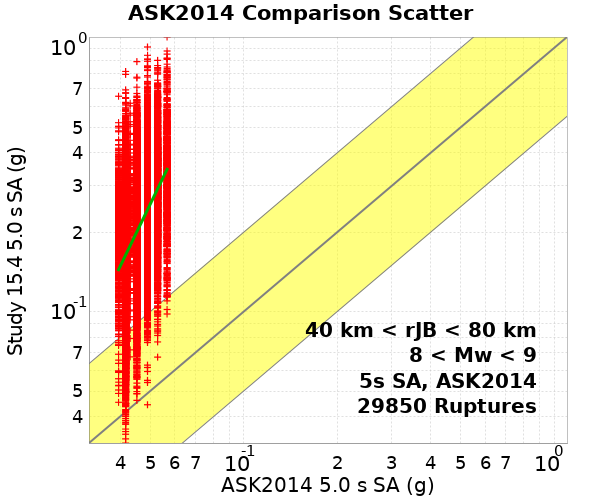 ASK2014 Comparison Scatter
Study 15.4 5.0 s SA (g)
10^0
7
5
4
3
2
10^-1
7
5
4
40 km < rJB < 80 km
8 < Mw < 9
5s SA, ASK2014
29850 Ruptures
4 5 6 7 10^-1 2 3 4 5 6 7 10^0
ASK2014 5.0 s SA (g)